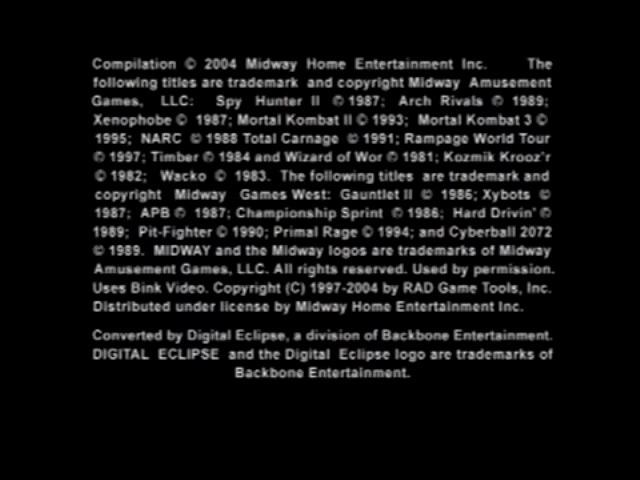 Compilation © 2004 Midway Home Entertainment Inc. The
following titles are trademark and copyright Midway Amusement
Games, LLC: Spy Hunter II © 1987; Arch Rivals © 1989;
Xenophobe © 1987; Mortal Kombat II © 1993; Mortal Kombat 3 ©
1995; NARC © 1988 Total Carnage © 1991; Rampage World Tour
© 1997; Timber © 1984 and Wizard of Wor © 1981; Kozmik Krooz'r
© 1982; Wacko © 1983. The following titles are trademark and
copyright Midway Games West: Gauntlet II © 1986; Xybots ©
1987; APB © 1987; Championship Sprint © 1986; Hard Drivin' ©
1989; Pit-Fighter © 1990; Primal Rage © 1994; and Cyberball 2072
© 1989. MIDWAY and the Midway logos are trademarks of Midway
Amusement Games, LLC. All rights reserved. Used by permission.
Uses Bink Video. Copyright (C) 1997-2004 by RAD Game Tools, Inc.
Distributed under license by Midway Home Entertainment Inc.
Converted by Digital Eclipse, a division of Backbone Entertainment.
DIGITAL ECLIPSE and the Digital Eclipse logo are trademarks of
Backbone Entertainment.